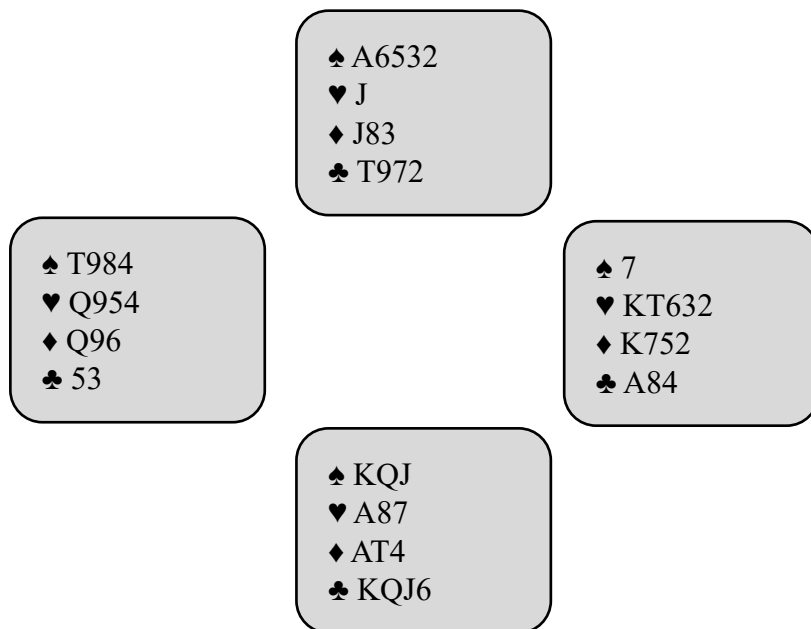 ♠ A6532
♥ J
♦ J83
♣ T972
♠ T984
♥ Q954
♦ Q96
♣ 53
♠ 7
♥ KT632
♦ K752
♣ A84
♠ KQJ
♥ A87
♦ AT4
♣ KQJ6